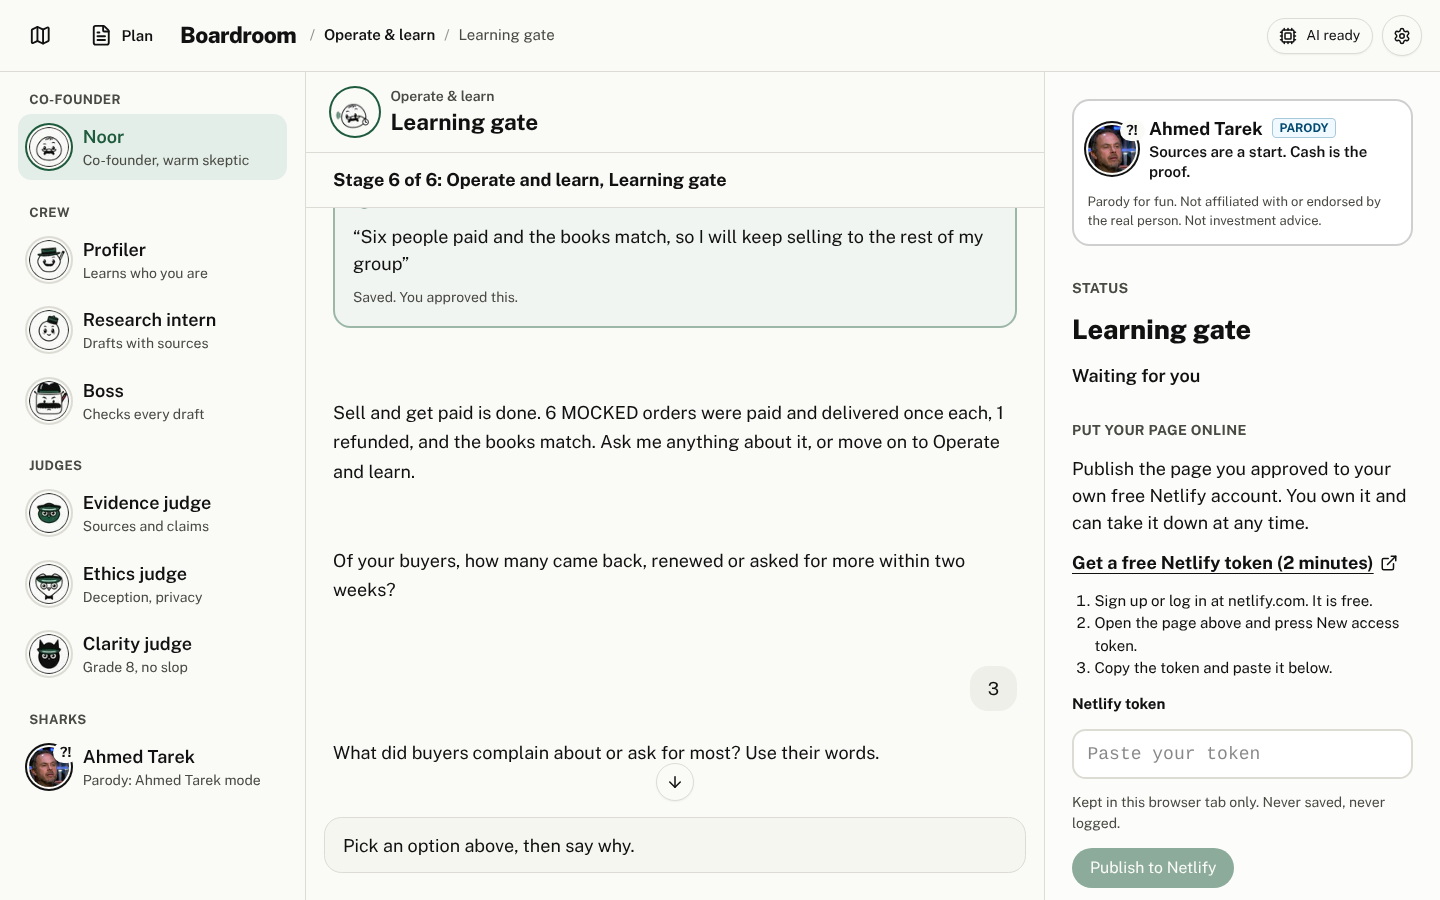 Plan
Boardroom / Operate & learn / Learning gate
AI ready
CO-FOUNDER
Noor
Co-founder, warm skeptic
CREW
Profiler
Learns who you are
Research intern
Drafts with sources
Boss
Checks every draft
JUDGES
Evidence judge
Sources and claims
Ethics judge
Deception, privacy
Clarity judge
Grade 8, no slop
SHARKS
?!
Ahmed Tarek
Parody: Ahmed Tarek mode
Operate & learn
Learning gate
Stage 6 of 6: Operate and learn, Learning gate
“Six people paid and the books match, so I will keep selling to the rest of my
group”
Saved. You approved this.
Sell and get paid is done. 6 MOCKED orders were paid and delivered once each, 1
refunded, and the books match. Ask me anything about it, or move on to Operate
and learn.
Of your buyers, how many came back, renewed or asked for more within two
weeks?
3
What did buyers complain about or ask for most? Use their words.
Pick an option above, then say why.
?!
Ahmed Tarek PARODY
Sources are a start. Cash is the
proof.
Parody for fun. Not affiliated with or endorsed by
the real person. Not investment advice.
STATUS
Learning gate
Waiting for you
PUT YOUR PAGE ONLINE
Publish the page you approved to your
own free Netlify account. You own it and
can take it down at any time.
Get a free Netlify token (2 minutes)
1. Sign up or log in at netlify.com. It is free.
2. Open the page above and press New access
token.
3. Copy the token and paste it below.
Netlify token
Paste your token
Kept in this browser tab only. Never saved, never
logged.
Publish to Netlify